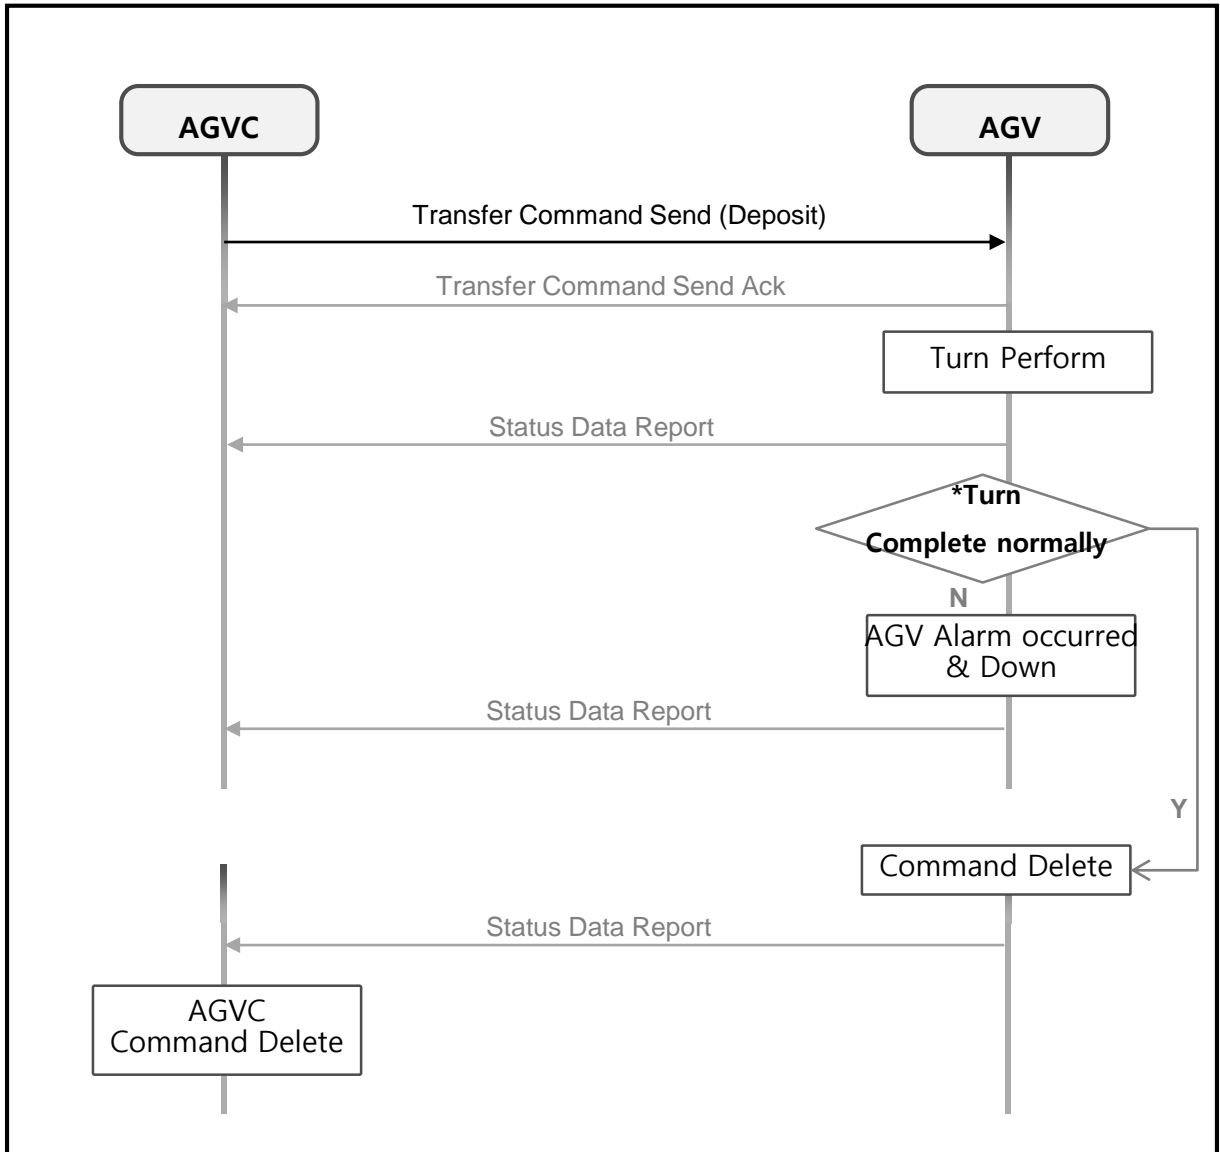 AGVC
AGV
Transfer Command Send (Deposit)
Transfer Command Send Ack
Turn Perform
Status Data Report
*Turn
Complete normally
N
AGV Alarm occurred
& Down
Status Data Report
Y
Command Delete
Status Data Report
AGVC
Command Delete